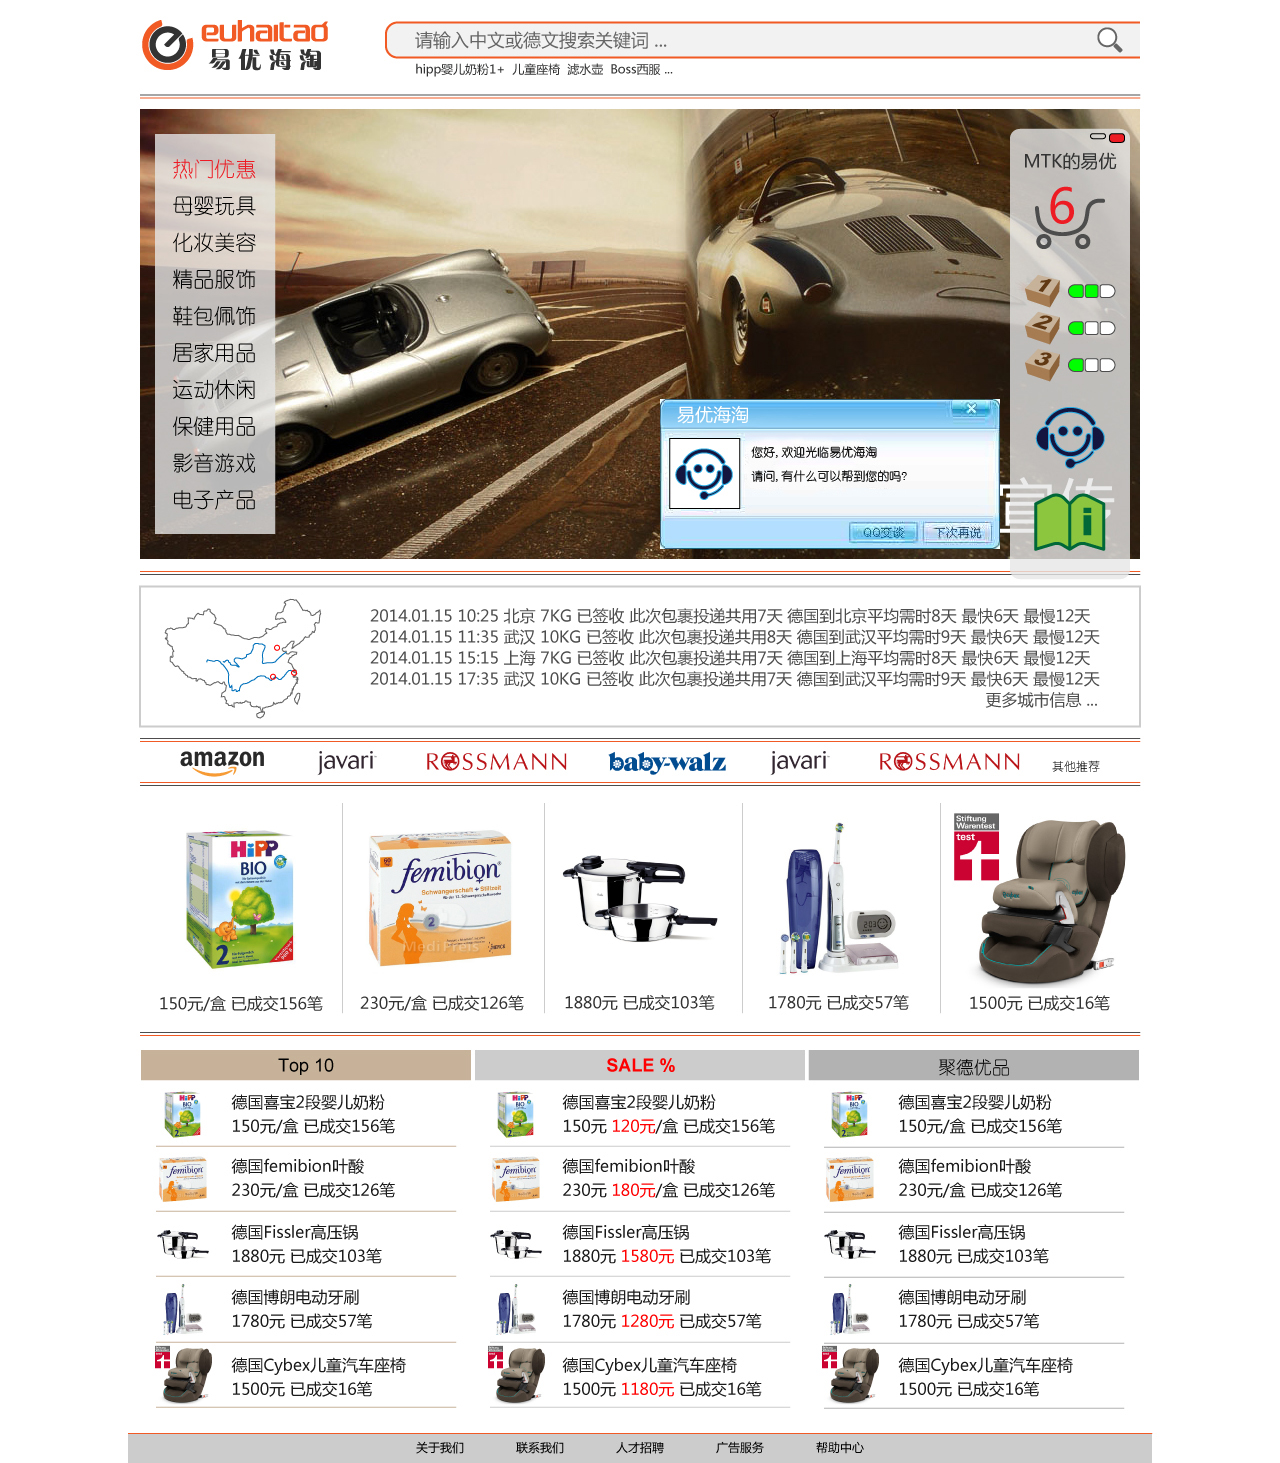 euhaitao
易优海淘
请输入中文或德文搜索关键词 ...
hipp婴儿奶粉1+ 儿童座椅 滤水壶 Boss西服 ...
热门优惠
母婴玩具
化妆美容
精品服饰
鞋包佩饰
居家用品
运动休闲
保健用品
影音游戏
电子产品
MTK的易优
6
1
2
3
易优海淘
您好, 欢迎光临易优海淘
请问, 有什么可以帮到您的吗?
QQ交谈 下次再说
宣传
i
2014.01.15 10:25 北京 7KG 已签收 此次包裹投递共用7天 德国到北京平均需时8天 最快6天 最慢12天
2014.01.15 11:35 武汉 10KG 已签收 此次包裹投递共用8天 德国到武汉平均需时9天 最快6天 最慢12天
2014.01.15 15:15 上海 7KG 已签收 此次包裹投递共用7天 德国到上海平均需时8天 最快6天 最慢12天
2014.01.15 17:35 武汉 10KG 已签收 此次包裹投递共用7天 德国到武汉平均需时9天 最快6天 最慢12天
更多城市信息 ...
amazon javari ROSSMANN baby-walz javari ROSSMANN 其他推荐
HiPP
BIO
2
femibion
Schwangerschaft + Stillzeit
2
MediPreis
Stiftung
Warentest
test
150元/盒 已成交156笔
230元/盒 已成交126笔
1880元 已成交103笔
1780元 已成交57笔
1500元 已成交16笔
Top 10
德国喜宝2段婴儿奶粉
150元/盒 已成交156笔
德国femibion叶酸
230元/盒 已成交126笔
德国Fissler高压锅
1880元 已成交103笔
德国博朗电动牙刷
1780元 已成交57笔
德国Cybex儿童汽车座椅
1500元 已成交16笔
SALE %
德国喜宝2段婴儿奶粉
150元 120元/盒 已成交156笔
德国femibion叶酸
230元 180元/盒 已成交126笔
德国Fissler高压锅
1880元 1580元 已成交103笔
德国博朗电动牙刷
1780元 1280元 已成交57笔
德国Cybex儿童汽车座椅
1500元 1180元 已成交16笔
聚德优品
德国喜宝2段婴儿奶粉
150元/盒 已成交156笔
德国femibion叶酸
230元/盒 已成交126笔
德国Fissler高压锅
1880元 已成交103笔
德国博朗电动牙刷
1780元 已成交57笔
德国Cybex儿童汽车座椅
1500元 已成交16笔
关于我们 联系我们 人才招聘 广告服务 帮助中心